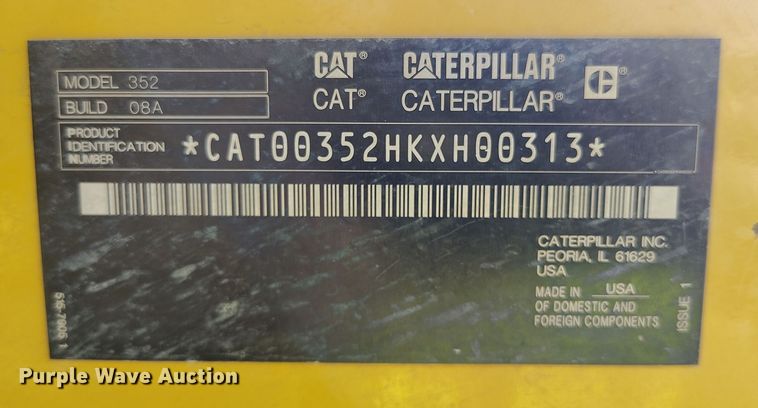 CAT® CATERPILLAR®
CAT® CATERPILLAR® C®
MODEL 352
BUILD 08A
PRODUCT IDENTIFICATION NUMBER
*CAT00352HKXH00313*
CATERPILLAR INC.
PEORIA, IL 61629
USA
MADE IN USA
OF DOMESTIC AND
FOREIGN COMPONENTS
ISSUE 1
Purple Wave Auction